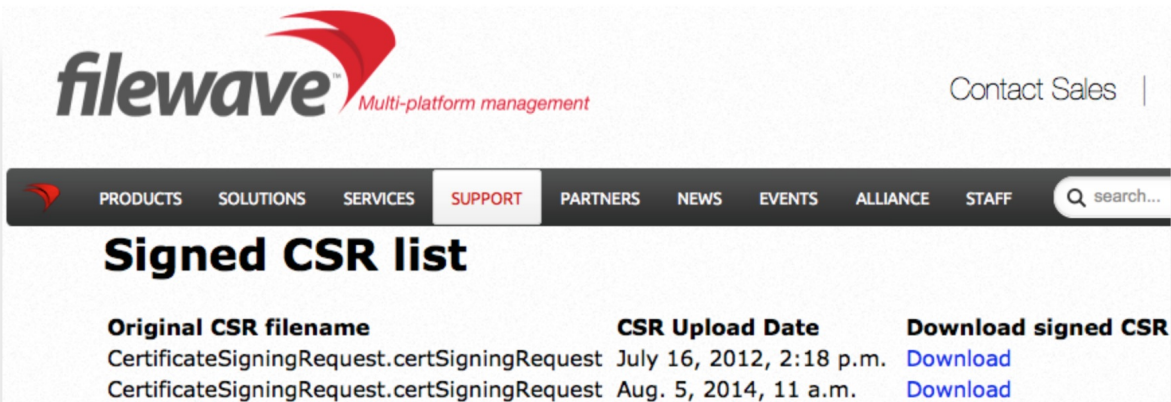 filewave™
Multi-platform management
Contact Sales |
PRODUCTS SOLUTIONS SERVICES SUPPORT PARTNERS NEWS EVENTS ALLIANCE STAFF search...
Signed CSR list
Original CSR filename CSR Upload Date Download signed CSR
CertificateSigningRequest.certSigningRequest July 16, 2012, 2:18 p.m. Download
CertificateSigningRequest.certSigningRequest Aug. 5, 2014, 11 a.m. Download